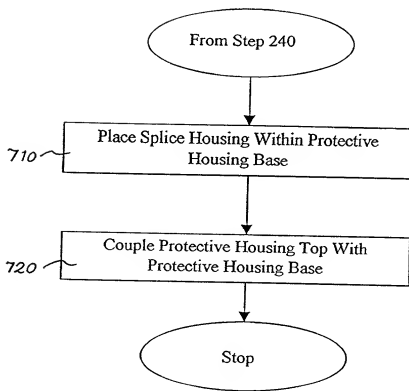 From Step 240
710
Place Splice Housing Within Protective
Housing Base
720
Couple Protective Housing Top With
Protective Housing Base
Stop